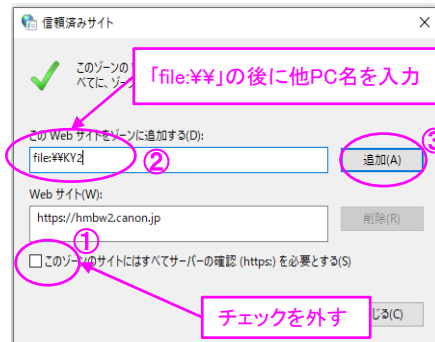 信頼済みサイト
このゾーンの
べてに、ゾー
「file:¥¥」の後に他PC名を入力
この Web サイトをゾーンに追加する(D):
file:¥¥KY2
②
追加(A)
③
Web サイト(W):
https://hmbw2.canon.jp
削除(R)
①
このゾーンのサイトにはすべてサーバーの確認 (https:) を必要とする(S)
チェックを外す
じる(C)